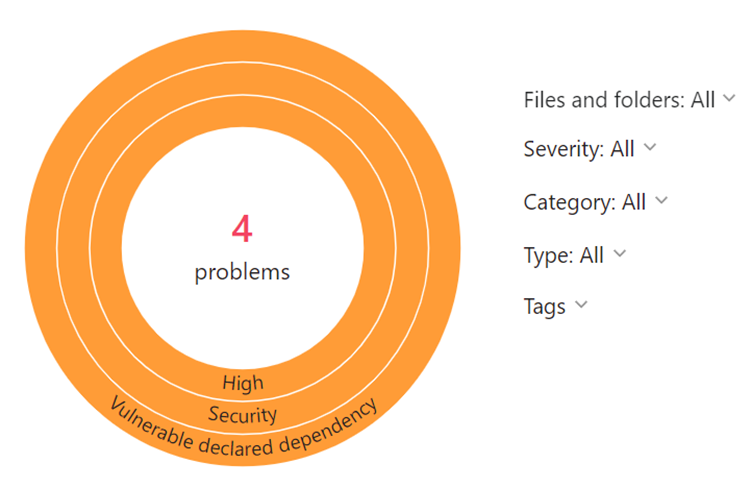 4
problems
High
Security
Vulnerable declared dependency
Files and folders: All
Severity: All
Category: All
Type: All
Tags